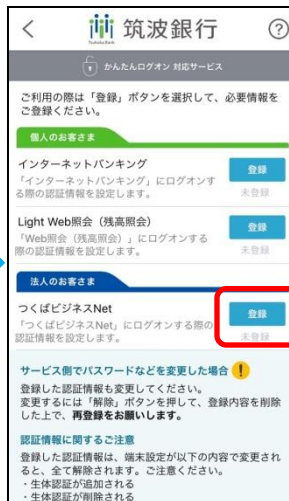 筑波銀行
Tsukuba Bank
かんたんログオン 対応サービス
ご利用の際は「登録」ボタンを選択して、必要情報を
ご登録ください。
個人のお客さま
インターネットバンキング
「インターネットバンキング」にログオンす
る際の認証情報を設定します。
登録
未登録
Light Web照会（残高照会）
「Web照会（残高照会）」にログオンする
際の認証情報を設定します。
登録
未登録
法人のお客さま
つくばビジネスNet
「つくばビジネスNet」にログオンする際の
認証情報を設定します。
登録
未登録
サービス側でパスワードなどを変更した場合
登録した認証情報も変更してください。
変更するには「解除」ボタンを押して、登録内容を削除
した上で、再登録をお願いします。
認証情報に関するご注意
登録した認証情報は、端末設定が以下の内容で変更され
ると、全て解除されます。ご注意ください。
・生体認証が追加される
・生体認証が削除される